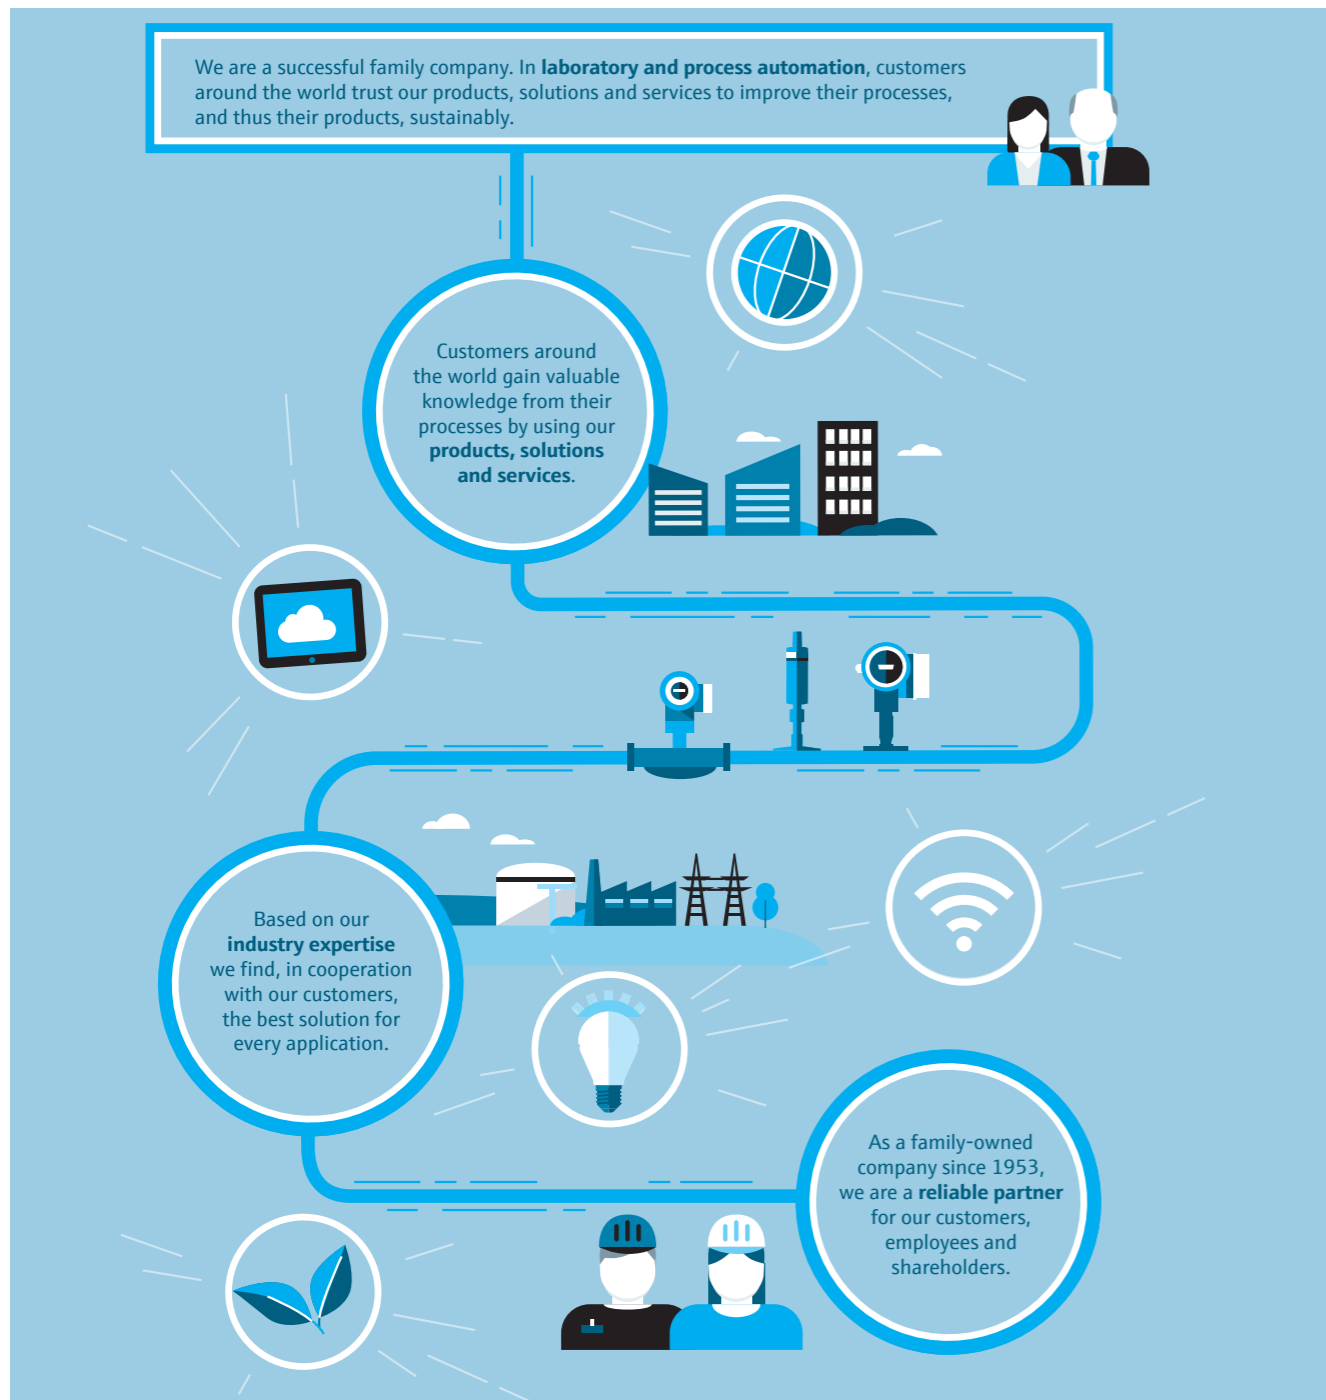 We are a successful family company. In laboratory and process automation, customers
around the world trust our products, solutions and services to improve their processes,
and thus their products, sustainably.
Customers around
the world gain valuable
knowledge from their
processes by using our
products, solutions
and services.
Based on our
industry expertise
we find, in cooperation
with our customers,
the best solution for
every application.
As a family-owned
company since 1953,
we are a reliable partner
for our customers,
employees and
shareholders.